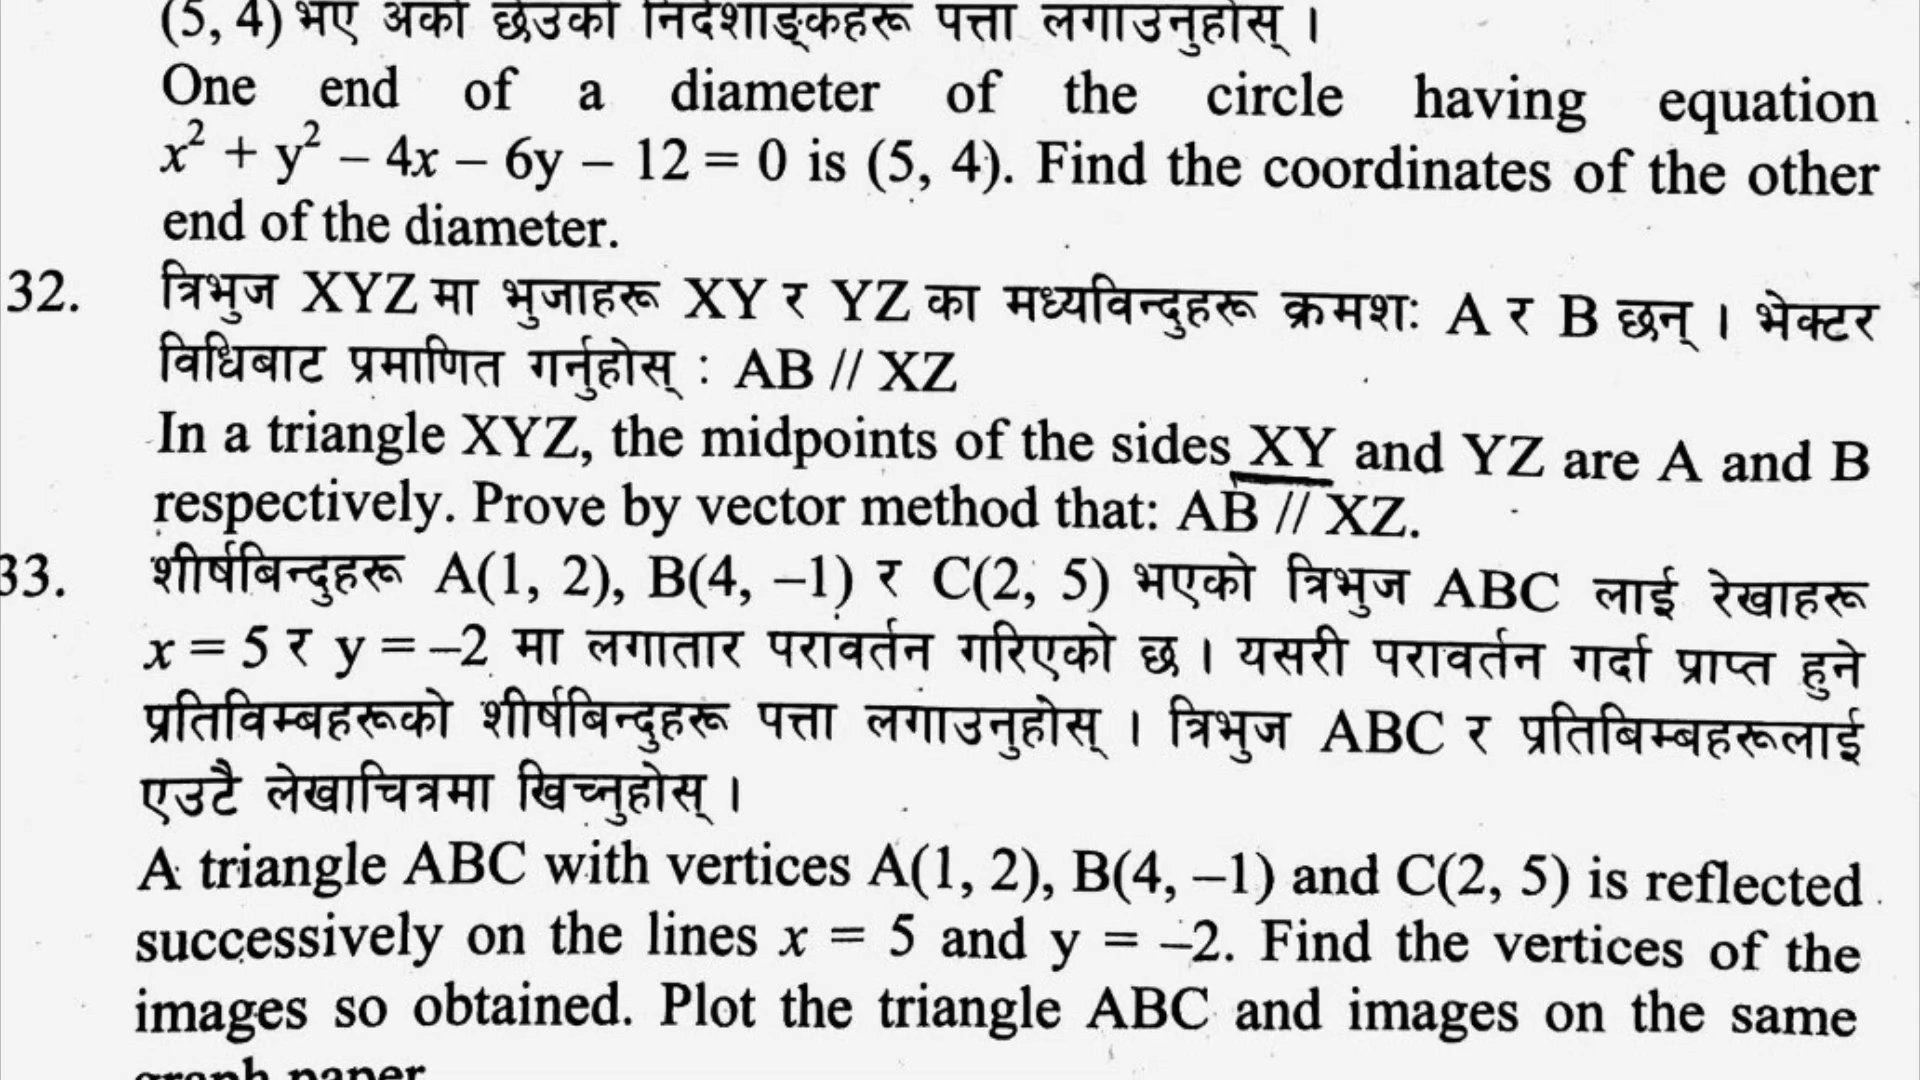 (5, 4) भए अर्को छेउको निर्देशाङ्कहरू पत्ता लगाउनुहोस् ।
One end of a diameter of the circle having equation
x² + y² – 4x – 6y – 12 = 0 is (5, 4). Find the coordinates of the other
end of the diameter.
32. त्रिभुज XYZ मा भुजाहरू XY र YZ का मध्यविन्दुहरू क्रमशः A र B छन् । भेक्टर
विधिबाट प्रमाणित गर्नुहोस् : AB // XZ
In a triangle XYZ, the midpoints of the sides XY and YZ are A and B
respectively. Prove by vector method that: AB // XZ.
33. शीर्षबिन्दुहरू A(1, 2), B(4, –1) र C(2, 5) भएको त्रिभुज ABC लाई रेखाहरू
x = 5 र y = –2 मा लगातार परावर्तन गरिएको छ । यसरी परावर्तन गर्दा प्राप्त हुने
प्रतिविम्बहरूको शीर्षबिन्दुहरू पत्ता लगाउनुहोस् । त्रिभुज ABC र प्रतिबिम्बहरूलाई
एउटै लेखाचित्रमा खिच्नुहोस् ।
A triangle ABC with vertices A(1, 2), B(4, –1) and C(2, 5) is reflected
successively on the lines x = 5 and y = –2. Find the vertices of the
images so obtained. Plot the triangle ABC and images on the same
graph paper.